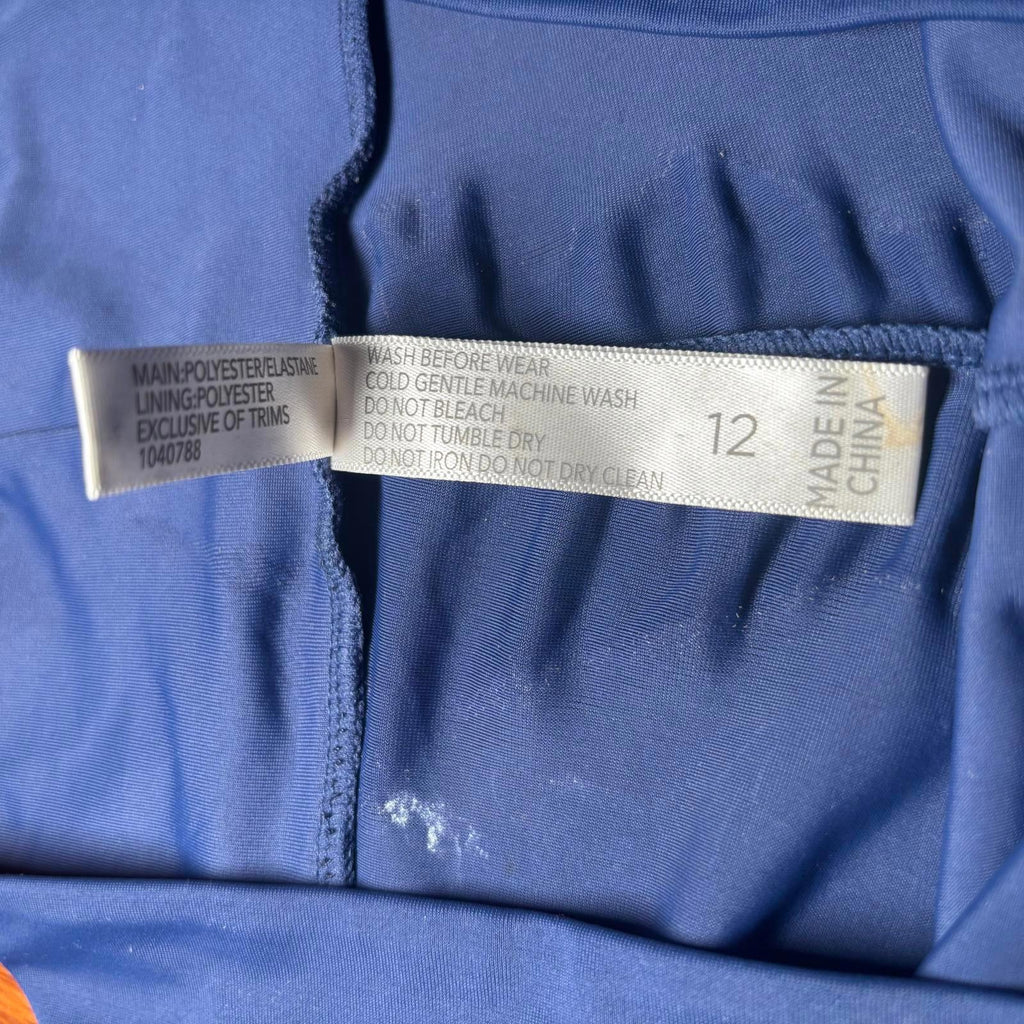 MAIN:POLYESTER/ELASTANE
LINING:POLYESTER
EXCLUSIVE OF TRIMS
1040788
WASH BEFORE WEAR
COLD GENTLE MACHINE WASH
DO NOT BLEACH
DO NOT TUMBLE DRY
DO NOT IRON DO NOT DRY CLEAN
12
MADE IN
CHINA